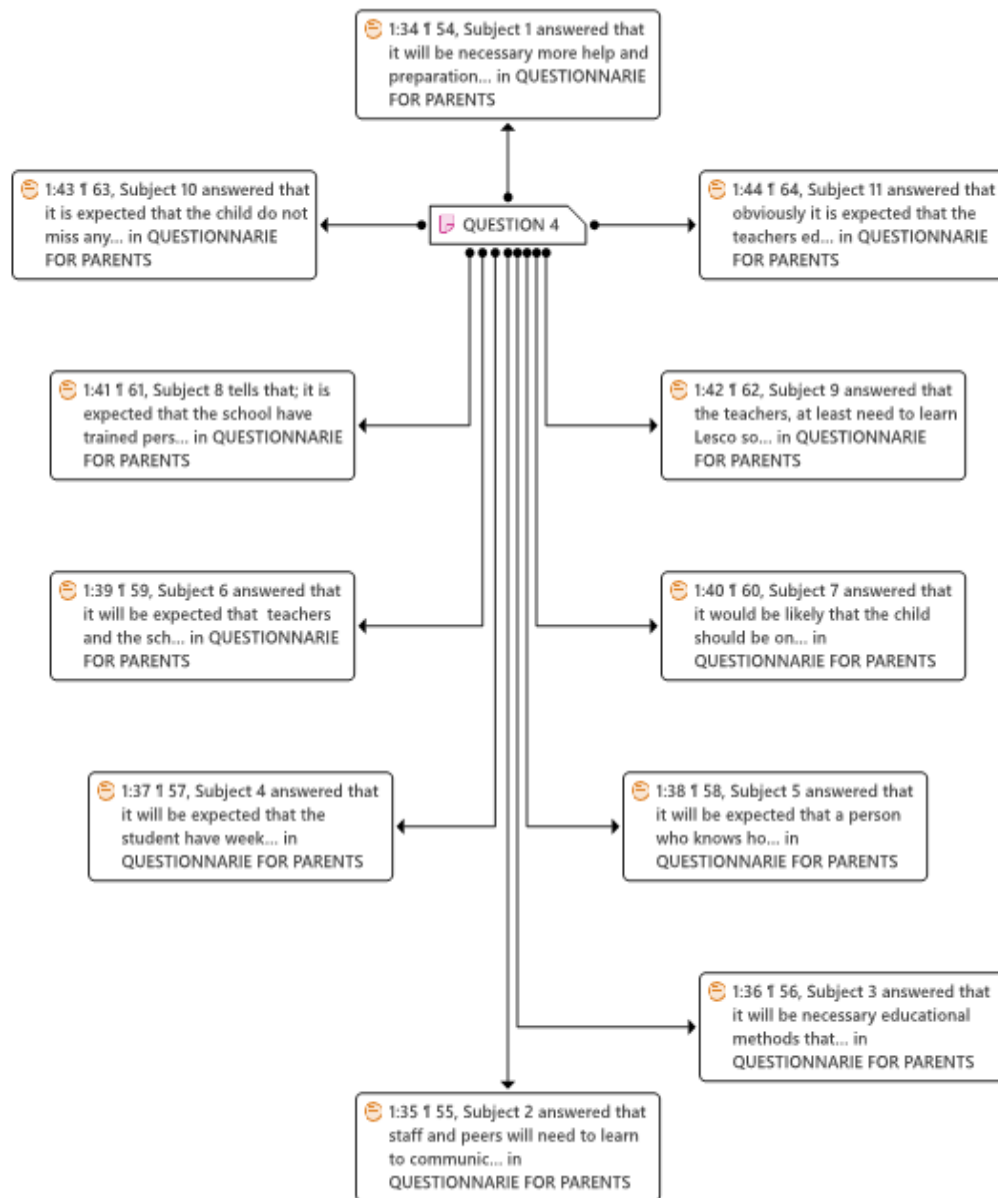 1:34 ¶ 54, Subject 1 answered that
it will be necessary more help and
preparation... in QUESTIONNARIE
FOR PARENTS
1:43 ¶ 63, Subject 10 answered that
it is expected that the child do not
miss any... in QUESTIONNARIE
FOR PARENTS
QUESTION 4
1:44 ¶ 64, Subject 11 answered that
obviously it is expected that the
teachers ed... in QUESTIONNARIE
FOR PARENTS
1:41 ¶ 61, Subject 8 tells that; it is
expected that the school have
trained pers... in QUESTIONNARIE
FOR PARENTS
1:42 ¶ 62, Subject 9 answered that
the teachers, at least need to learn
Lesco so... in QUESTIONNARIE
FOR PARENTS
1:39 ¶ 59, Subject 6 answered that
it will be expected that teachers
and the sch... in QUESTIONNARIE
FOR PARENTS
1:40 ¶ 60, Subject 7 answered that
it would be likely that the child
should be on... in
QUESTIONNARIE FOR PARENTS
1:37 ¶ 57, Subject 4 answered that
it will be expected that the
student have week... in
QUESTIONNARIE FOR PARENTS
1:38 ¶ 58, Subject 5 answered that
it will be expected that a person
who knows ho... in
QUESTIONNARIE FOR PARENTS
1:36 ¶ 56, Subject 3 answered that
it will be necessary educational
methods that... in
QUESTIONNARIE FOR PARENTS
1:35 ¶ 55, Subject 2 answered that
staff and peers will need to learn
to communic... in
QUESTIONNARIE FOR PARENTS